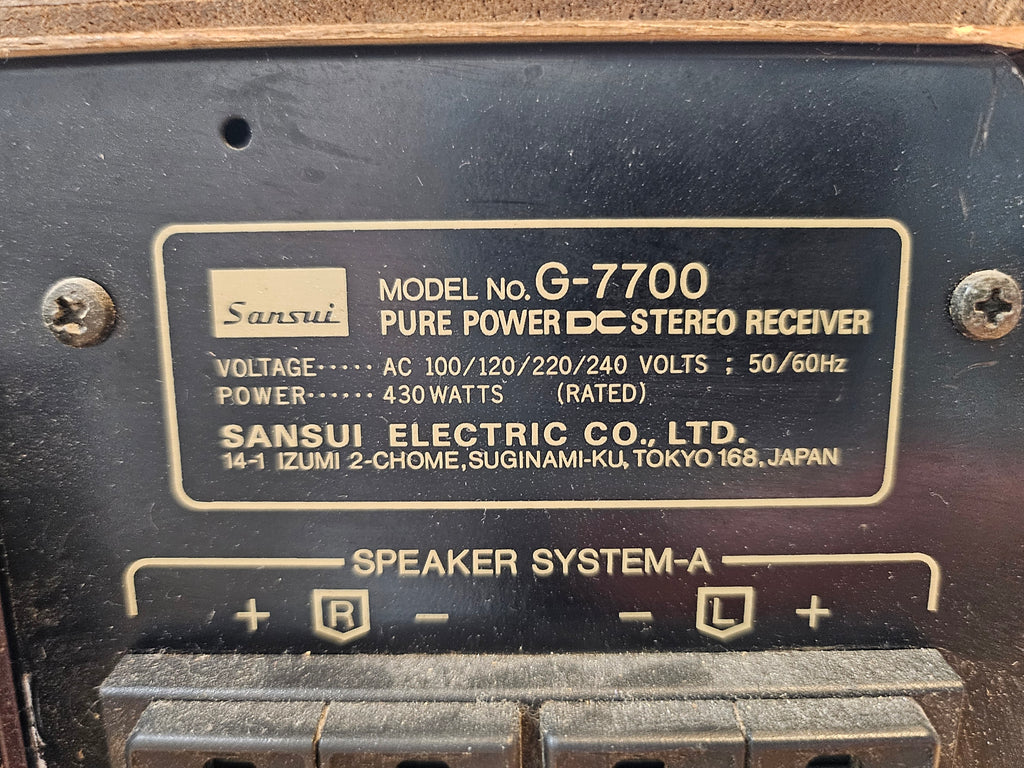 Sansui
MODEL No. G-7700
PURE POWER DC STEREO RECEIVER
VOLTAGE····· AC 100/120/220/240 VOLTS ; 50/60Hz
POWER······ 430 WATTS (RATED)
SANSUI ELECTRIC CO., LTD.
14-1 IZUMI 2-CHOME, SUGINAMI-KU, TOKYO 168, JAPAN
SPEAKER SYSTEM-A
+ R − − L +